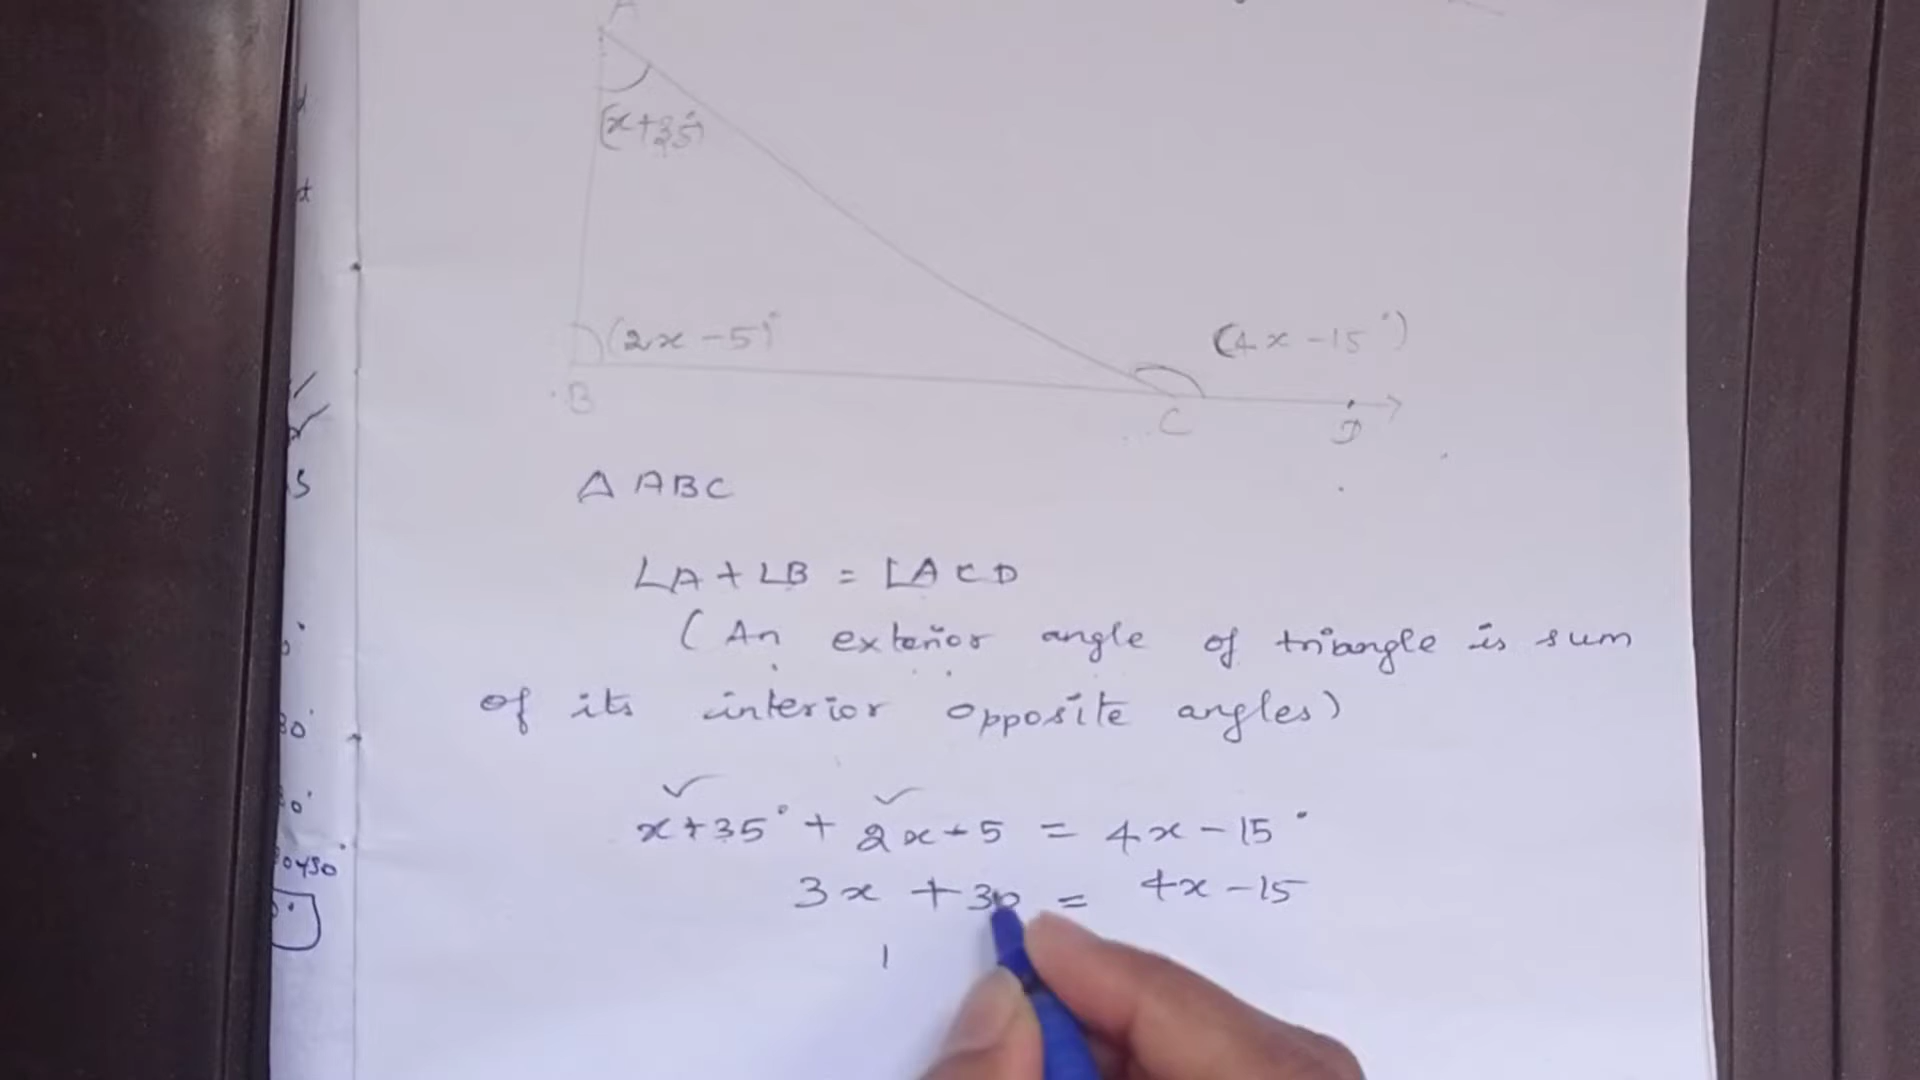 A
(x+35°)
(2x-5)°
(4x-15°)
B
C
D
△ ABC
∠A+∠B = ∠ACD
(An exterior angle of triangle is sum
of its interior opposite angles)
x+35° + 2x-5 = 4x-15°
3x +30 = 4x-15